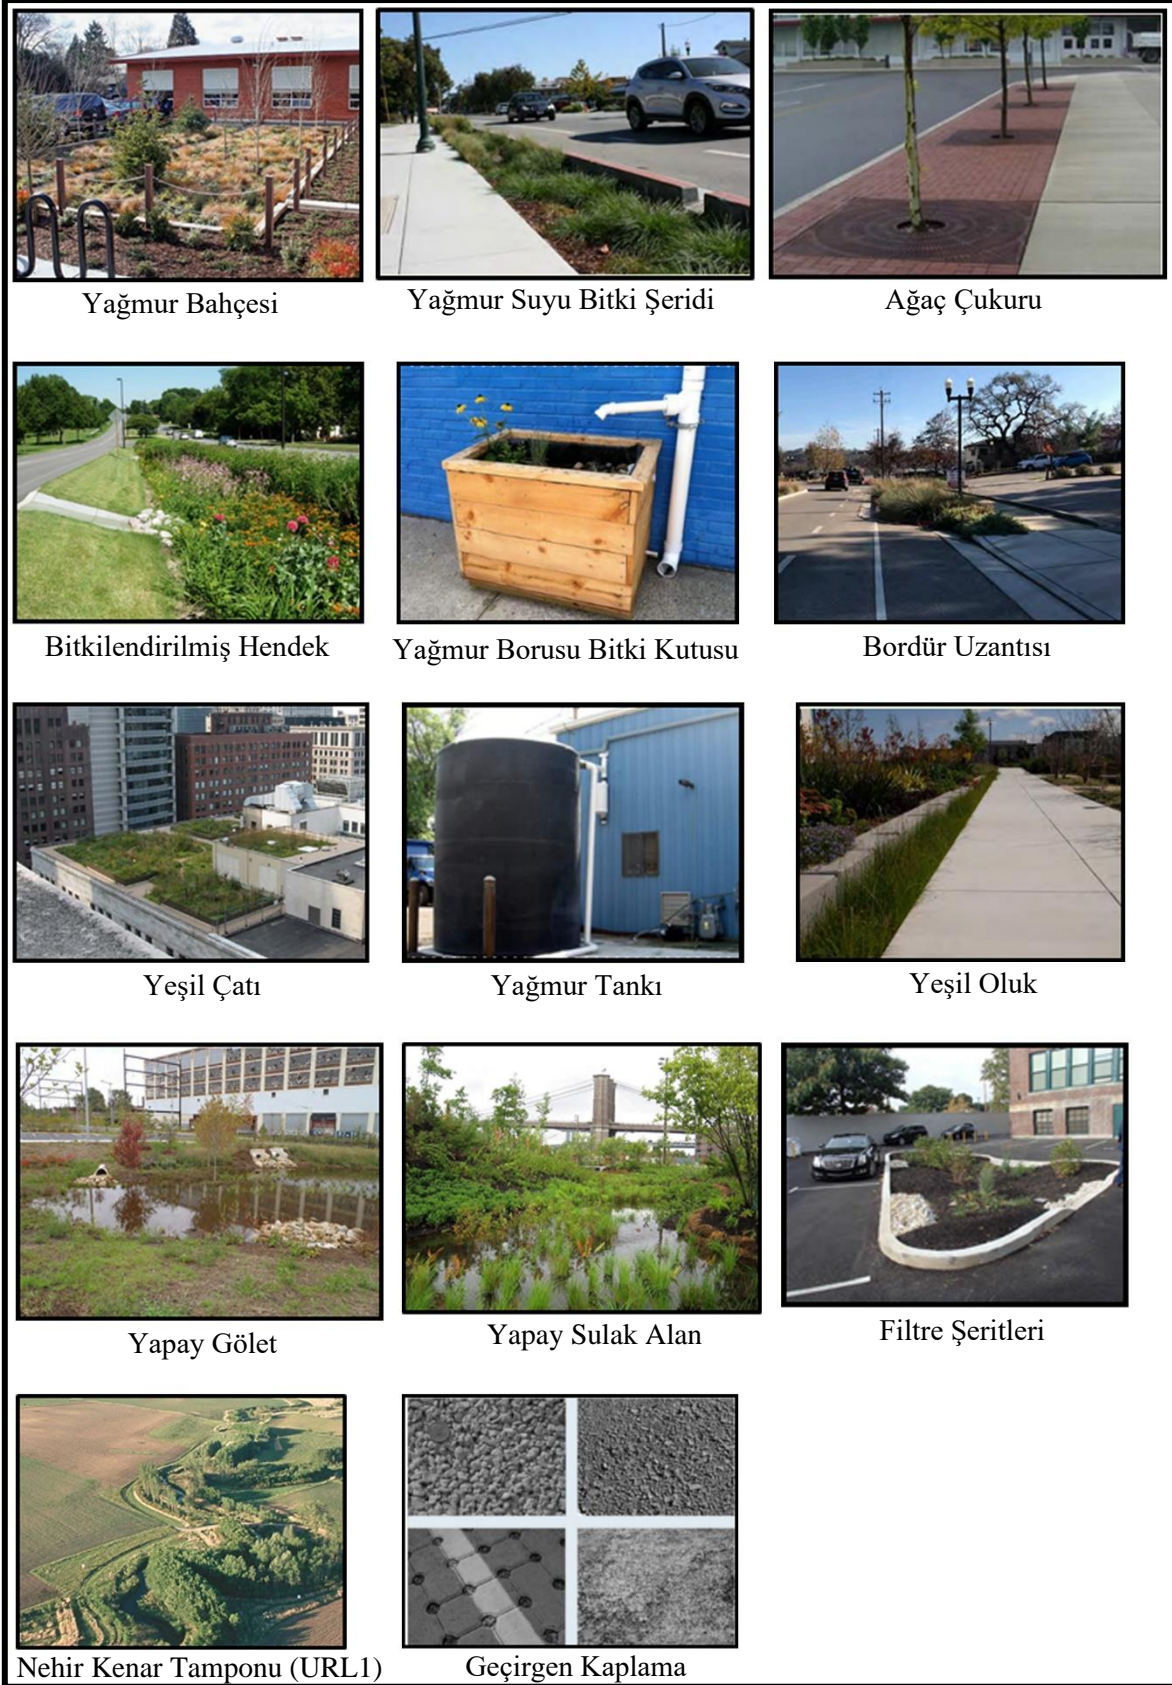 Yağmur Bahçesi
Yağmur Suyu Bitki Şeridi
Ağaç Çukuru
Bitkilendirilmiş Hendek
Yağmur Borusu Bitki Kutusu
Bordür Uzantısı
Yeşil Çatı
Yağmur Tankı
Yeşil Oluk
Yapay Gölet
Yapay Sulak Alan
Filtre Şeritleri
Nehir Kenar Tamponu (URL1)
Geçirgen Kaplama